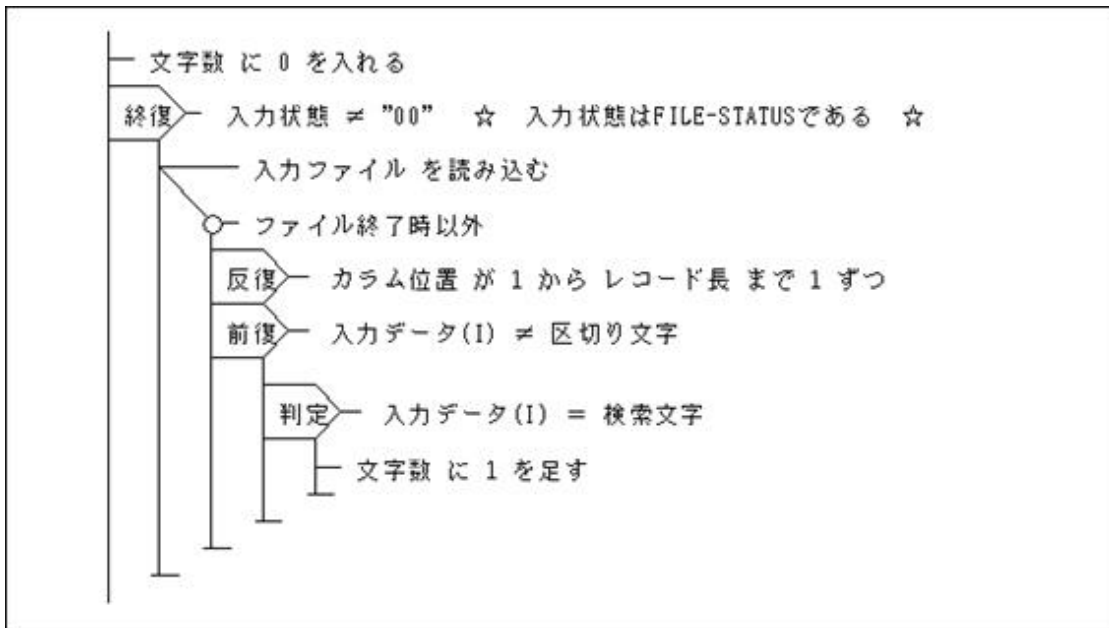 文字数 に 0 を入れる
終復 入力状態 ≠ "00" ☆ 入力状態はFILE-STATUSである ☆
入力ファイル を読み込む
ファイル終了時以外
反復 カラム位置 が 1 から レコード長 まで 1 ずつ
前復 入力データ(I) ≠ 区切り文字
判定 入力データ(I) = 検索文字
文字数 に 1 を足す